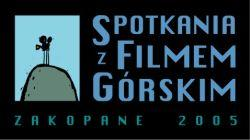 SPOTKANIA
Z FILMEM
GÓRSKIM
ZAKOPANE 2005